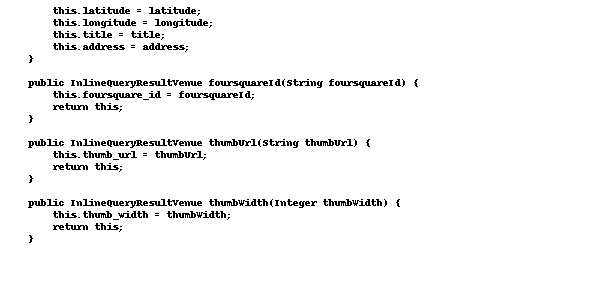 this.latitude = latitude;
this.longitude = longitude;
this.title = title;
this.address = address;
}
public InlineQueryResultVenue foursquareId(String foursquareId) {
this.foursquare_id = foursquareId;
return this;
}
public InlineQueryResultVenue thumbUrl(String thumbUrl) {
this.thumb_url = thumbUrl;
return this;
}
public InlineQueryResultVenue thumbWidth(Integer thumbWidth) {
this.thumb_width = thumbWidth;
return this;
}